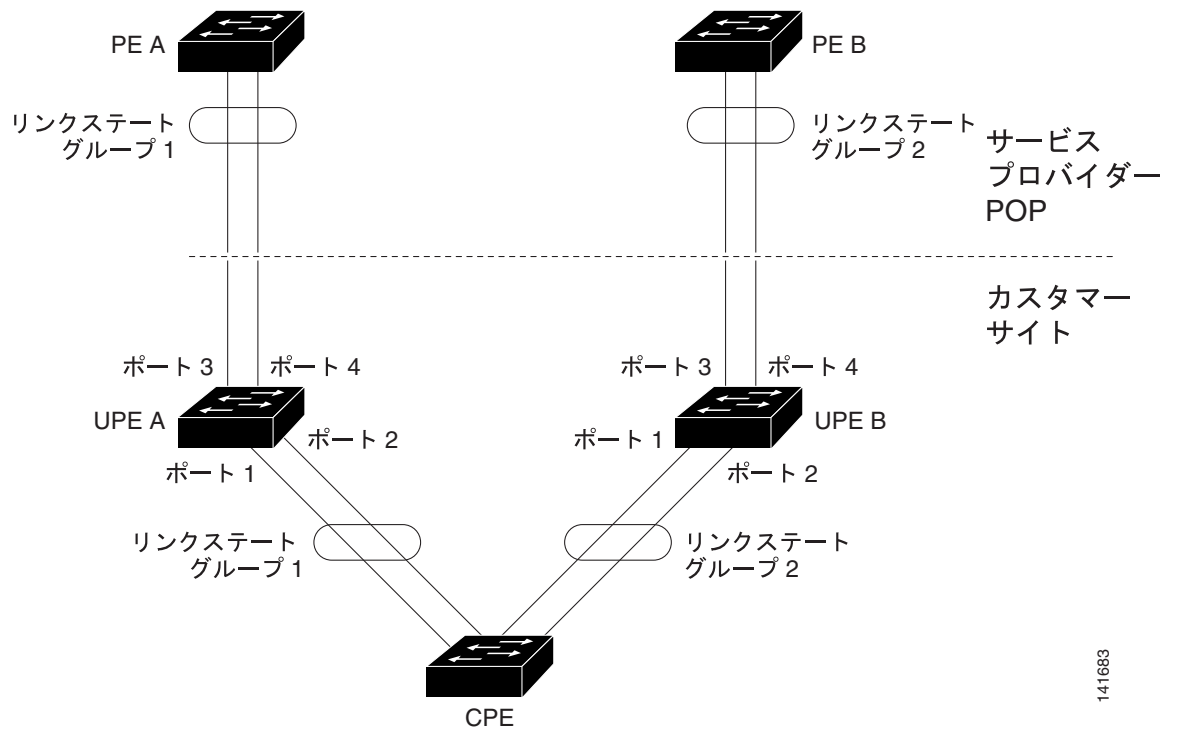 PE A
PE B
リンクステート
グループ 1
リンクステート
グループ 2
サービス
プロバイダー
POP
カスタマー
サイト
ポート 3
ポート 4
ポート 3
ポート 4
UPE A
UPE B
ポート 2
ポート 1
ポート 1
ポート 2
リンクステート
グループ 1
リンクステート
グループ 2
CPE
141683